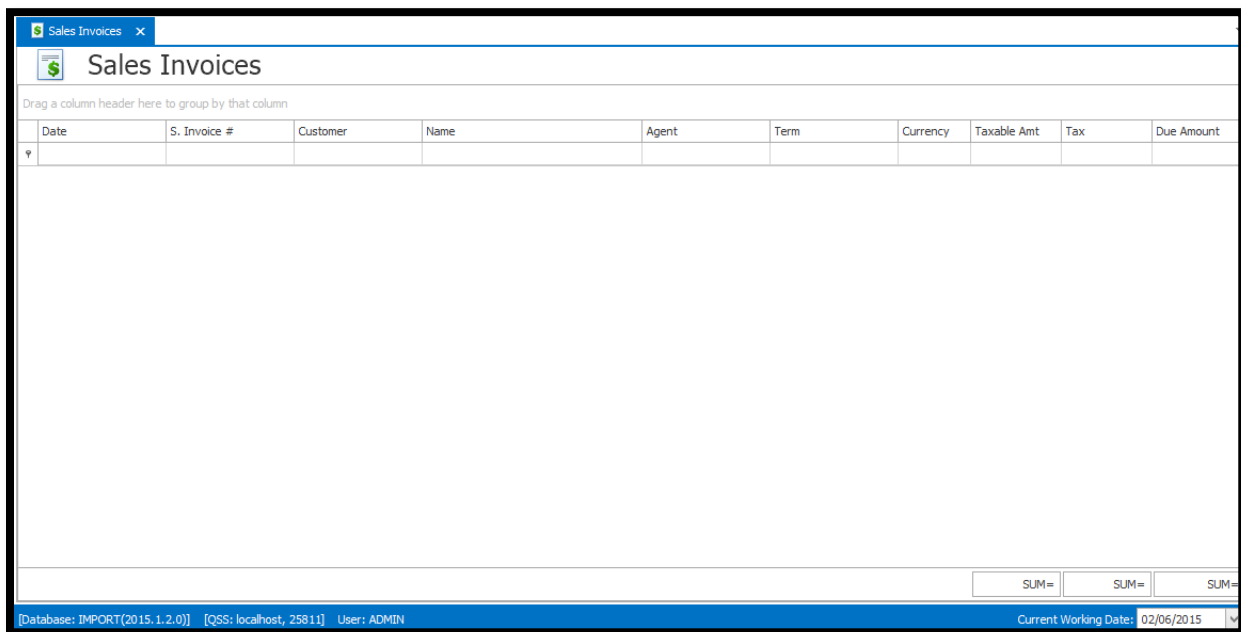 Sales Invoices
Sales Invoices
Drag a column header here to group by that column
Date S. Invoice # Customer Name Agent Term Currency Taxable Amt Tax Due Amount
SUM= SUM= SUM=
[Database: IMPORT(2015.1.2.0)] [QSS: localhost, 25811] User: ADMIN Current Working Date: 02/06/2015